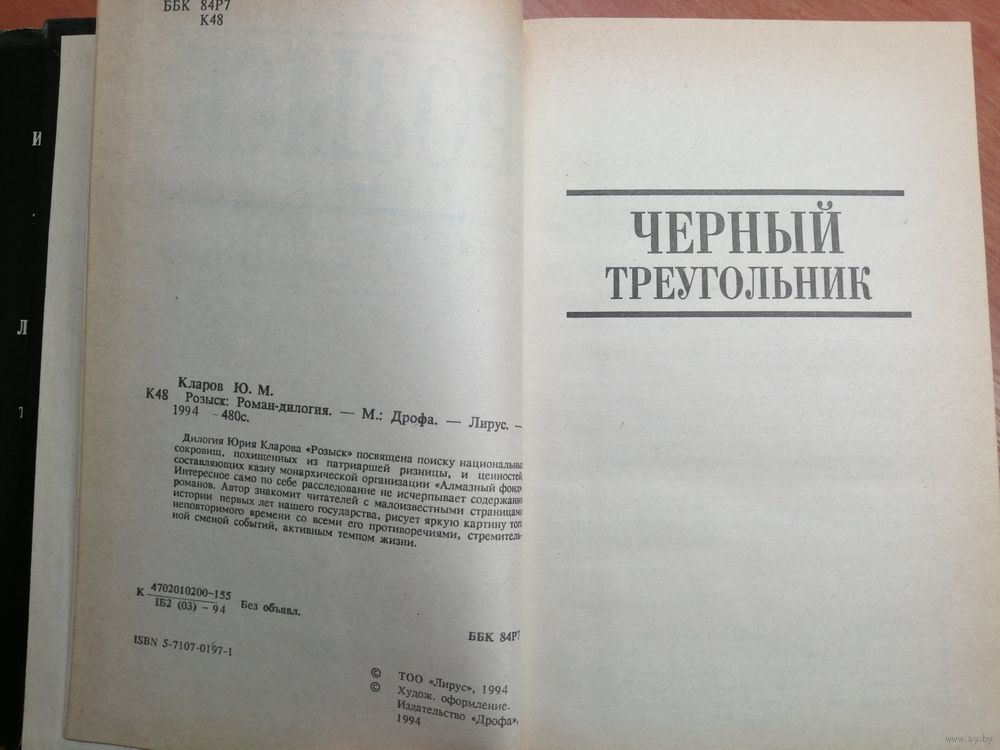 ББК 84Р7
К48
И
Л
Кларов Ю. М.
К48 Розыск: Роман-дилогия. — М.: Дрофа. — Лирус. —
1994 - 480с.
Дилогия Юрия Кларова «Розыск» посвящена поиску
сокровищ, похищенных из патриаршей ризницы, и ценностей,
составляющих казну монархической организации «Алмазный фонд»
Интересное само по себе расследование не исчерпывает
романов. Автор знакомит читателей с малоизвестными страницами
истории первых лет нашего государства, рисует яркую картину
неповторимого времени со всеми его противоречиями, стремитель-
ной сменой событий, активным темпом жизни.
К 4702010200-155
1Б2 (03) - 94
Без объявл.
ББК 84Р7
ISBN 5-7107-0197-1
© ТОО «Лирус», 1994
© Худож. оформление.
Издательство «Дрофа»,
1994
ЧЕРНЫЙ
ТРЕУГОЛЬНИК
www.ay.by